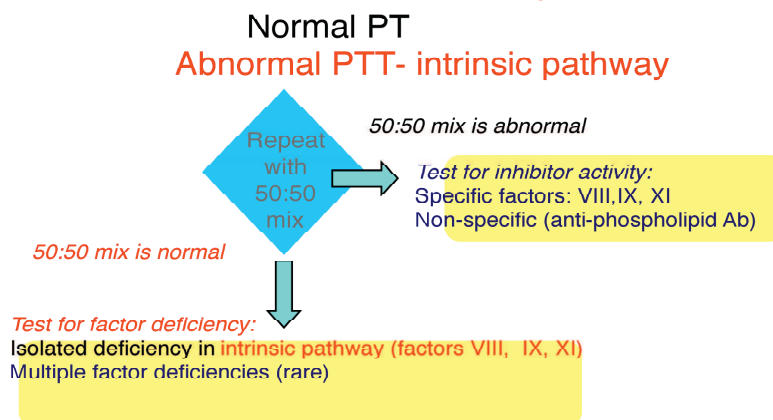 Normal PT
Abnormal PTT- intrinsic pathway
Repeat
with
50:50
mix
50:50 mix is abnormal
Test for inhibitor activity:
Specific factors: VIII,IX, XI
Non-specific (anti-phospholipid Ab)
50:50 mix is normal
Test for factor deficiency:
Isolated deficiency in intrinsic pathway (factors VIII, IX, XI)
Multiple factor deficiencies (rare)